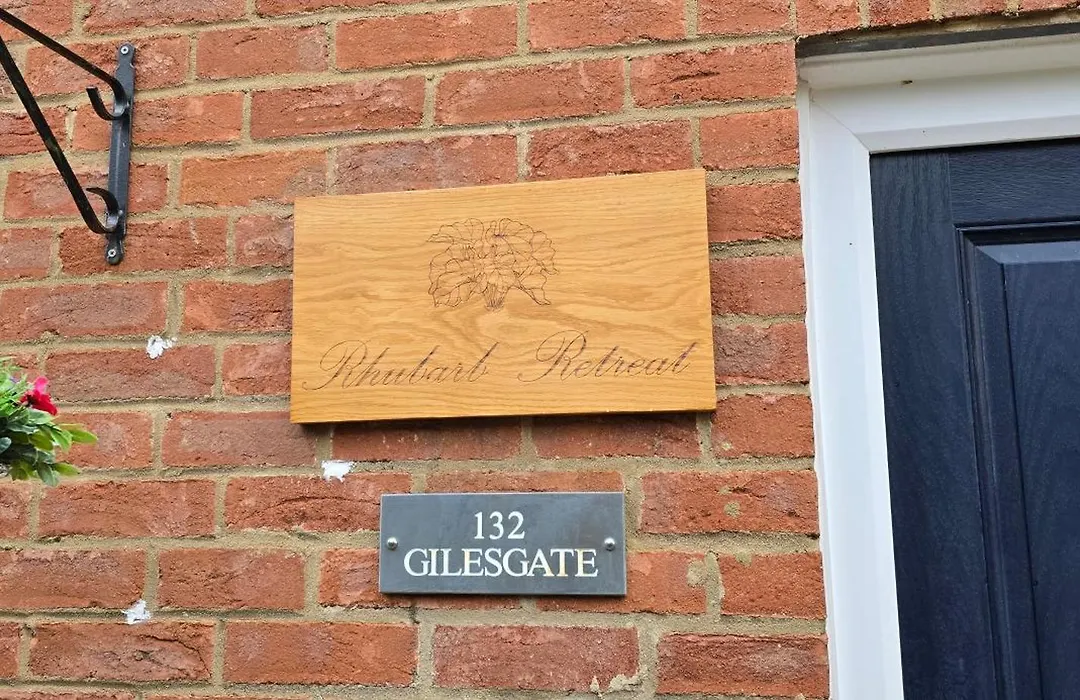 Rhubarb Retreat
132
GILESGATE